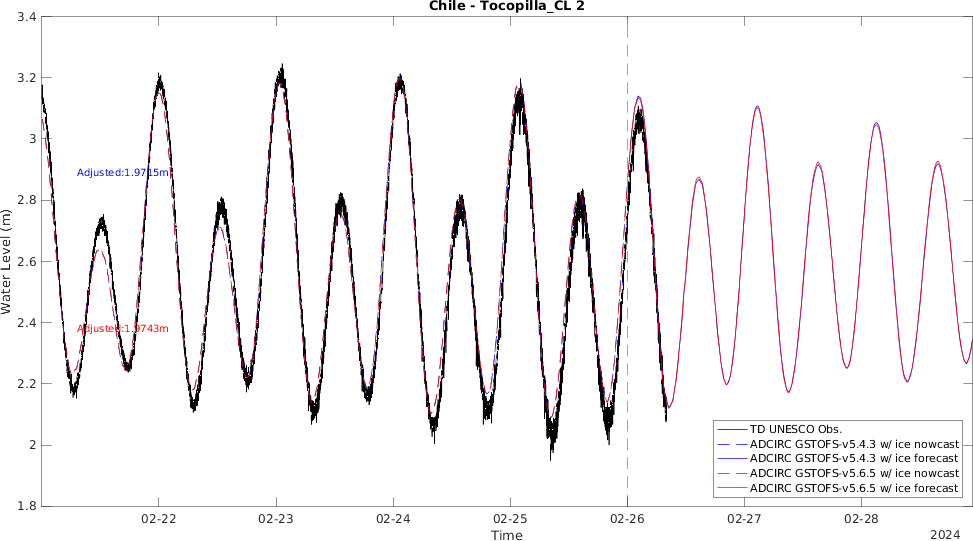 Chile - Tocopilla_CL 2
3.4
3.2
3
2.8
2.6
2.4
2.2
2
1.8
Water Level (m)
Adjusted:1.9715m
Adjusted:1.9743m
TD UNESCO Obs.
ADCIRC GSTOFS-v5.4.3 w/ ice nowcast
ADCIRC GSTOFS-v5.4.3 w/ ice forecast
ADCIRC GSTOFS-v5.6.5 w/ ice nowcast
ADCIRC GSTOFS-v5.6.5 w/ ice forecast
02-22 02-23 02-24 02-25 02-26 02-27 02-28
Time
2024